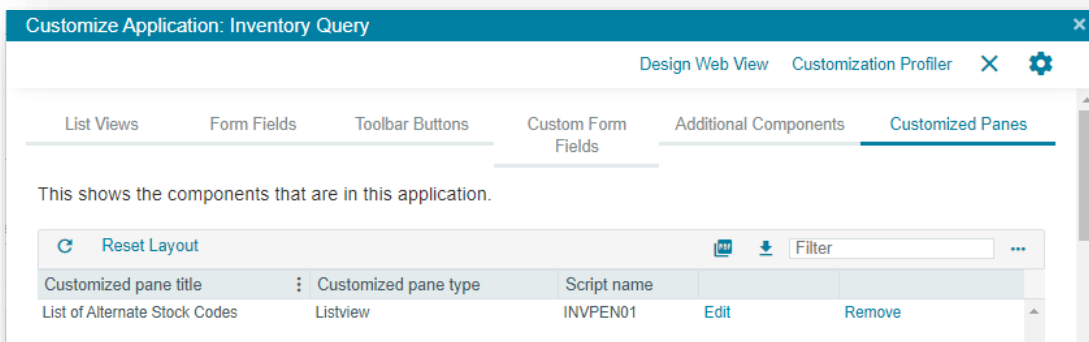 Customize Application: Inventory Query
Design Web View Customization Profiler
List Views Form Fields Toolbar Buttons Custom Form Fields Additional Components Customized Panes
This shows the components that are in this application.
Reset Layout PDF Filter
Customized pane title Customized pane type Script name
List of Alternate Stock Codes Listview INVPEN01 Edit Remove